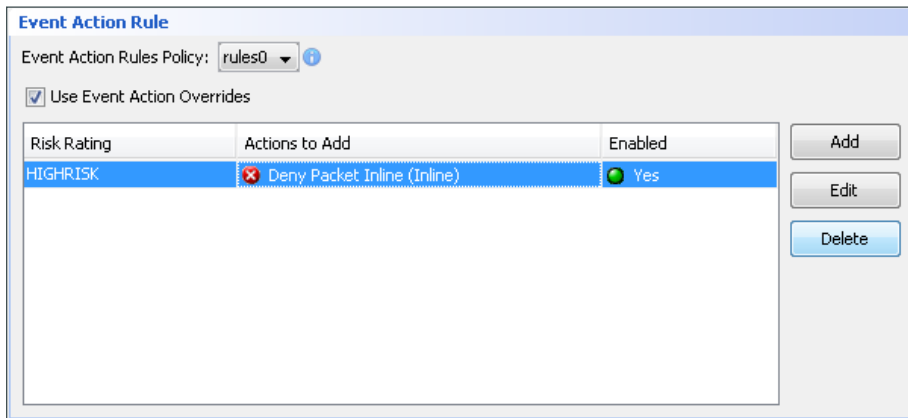 Event Action Rule
Event Action Rules Policy: rules0
Use Event Action Overrides
Risk Rating Actions to Add Enabled
HIGHRISK Deny Packet Inline (Inline) Yes
Add
Edit
Delete